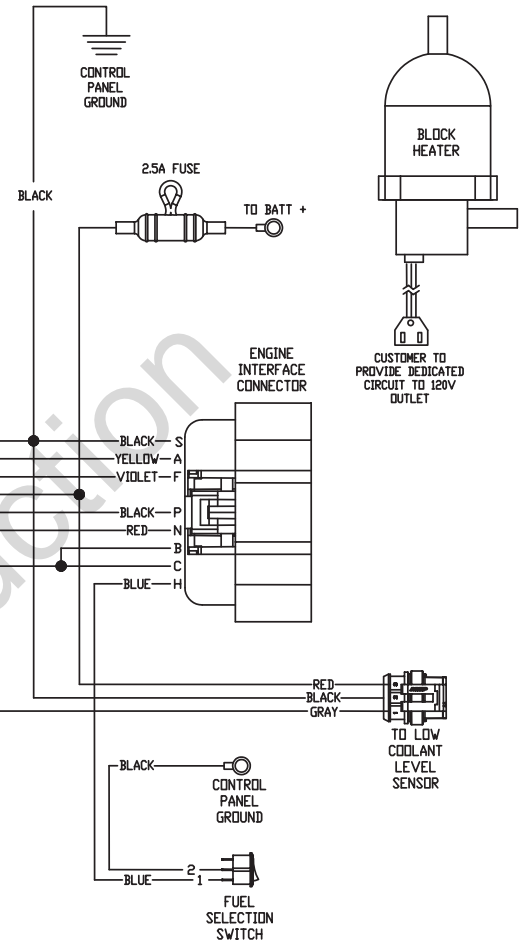 CONTROL
PANEL
GROUND
BLOCK
HEATER
2.5A FUSE
BLACK
TO BATT +
CUSTOMER TO
PROVIDE DEDICATED
CIRCUIT TO 120V
OUTLET
ENGINE
INTERFACE
CONNECTOR
BLACK S
YELLOW A
VIOLET F
BLACK P
RED N
B
C
BLUE H
RED
BLACK
GRAY
TO LOW
COOLANT
LEVEL
SENSOR
BLACK
CONTROL
PANEL
GROUND
2
BLUE 1
FUEL
SELECTION
SWITCH